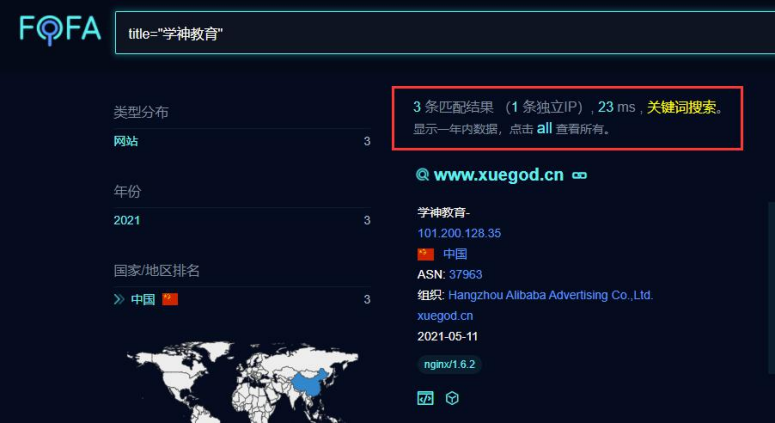 FOFA
title="学神教育"
类型分布
网站 3
年份
2021 3
国家/地区排名
中国 3
3 条匹配结果 （1 条独立IP）, 23 ms , 关键词搜索。
显示一年内数据，点击 all 查看所有。
www.xuegod.cn
学神教育-
101.200.128.35
中国
ASN: 37963
组织: Hangzhou Alibaba Advertising Co.,Ltd.
xuegod.cn
2021-05-11
nginx/1.6.2